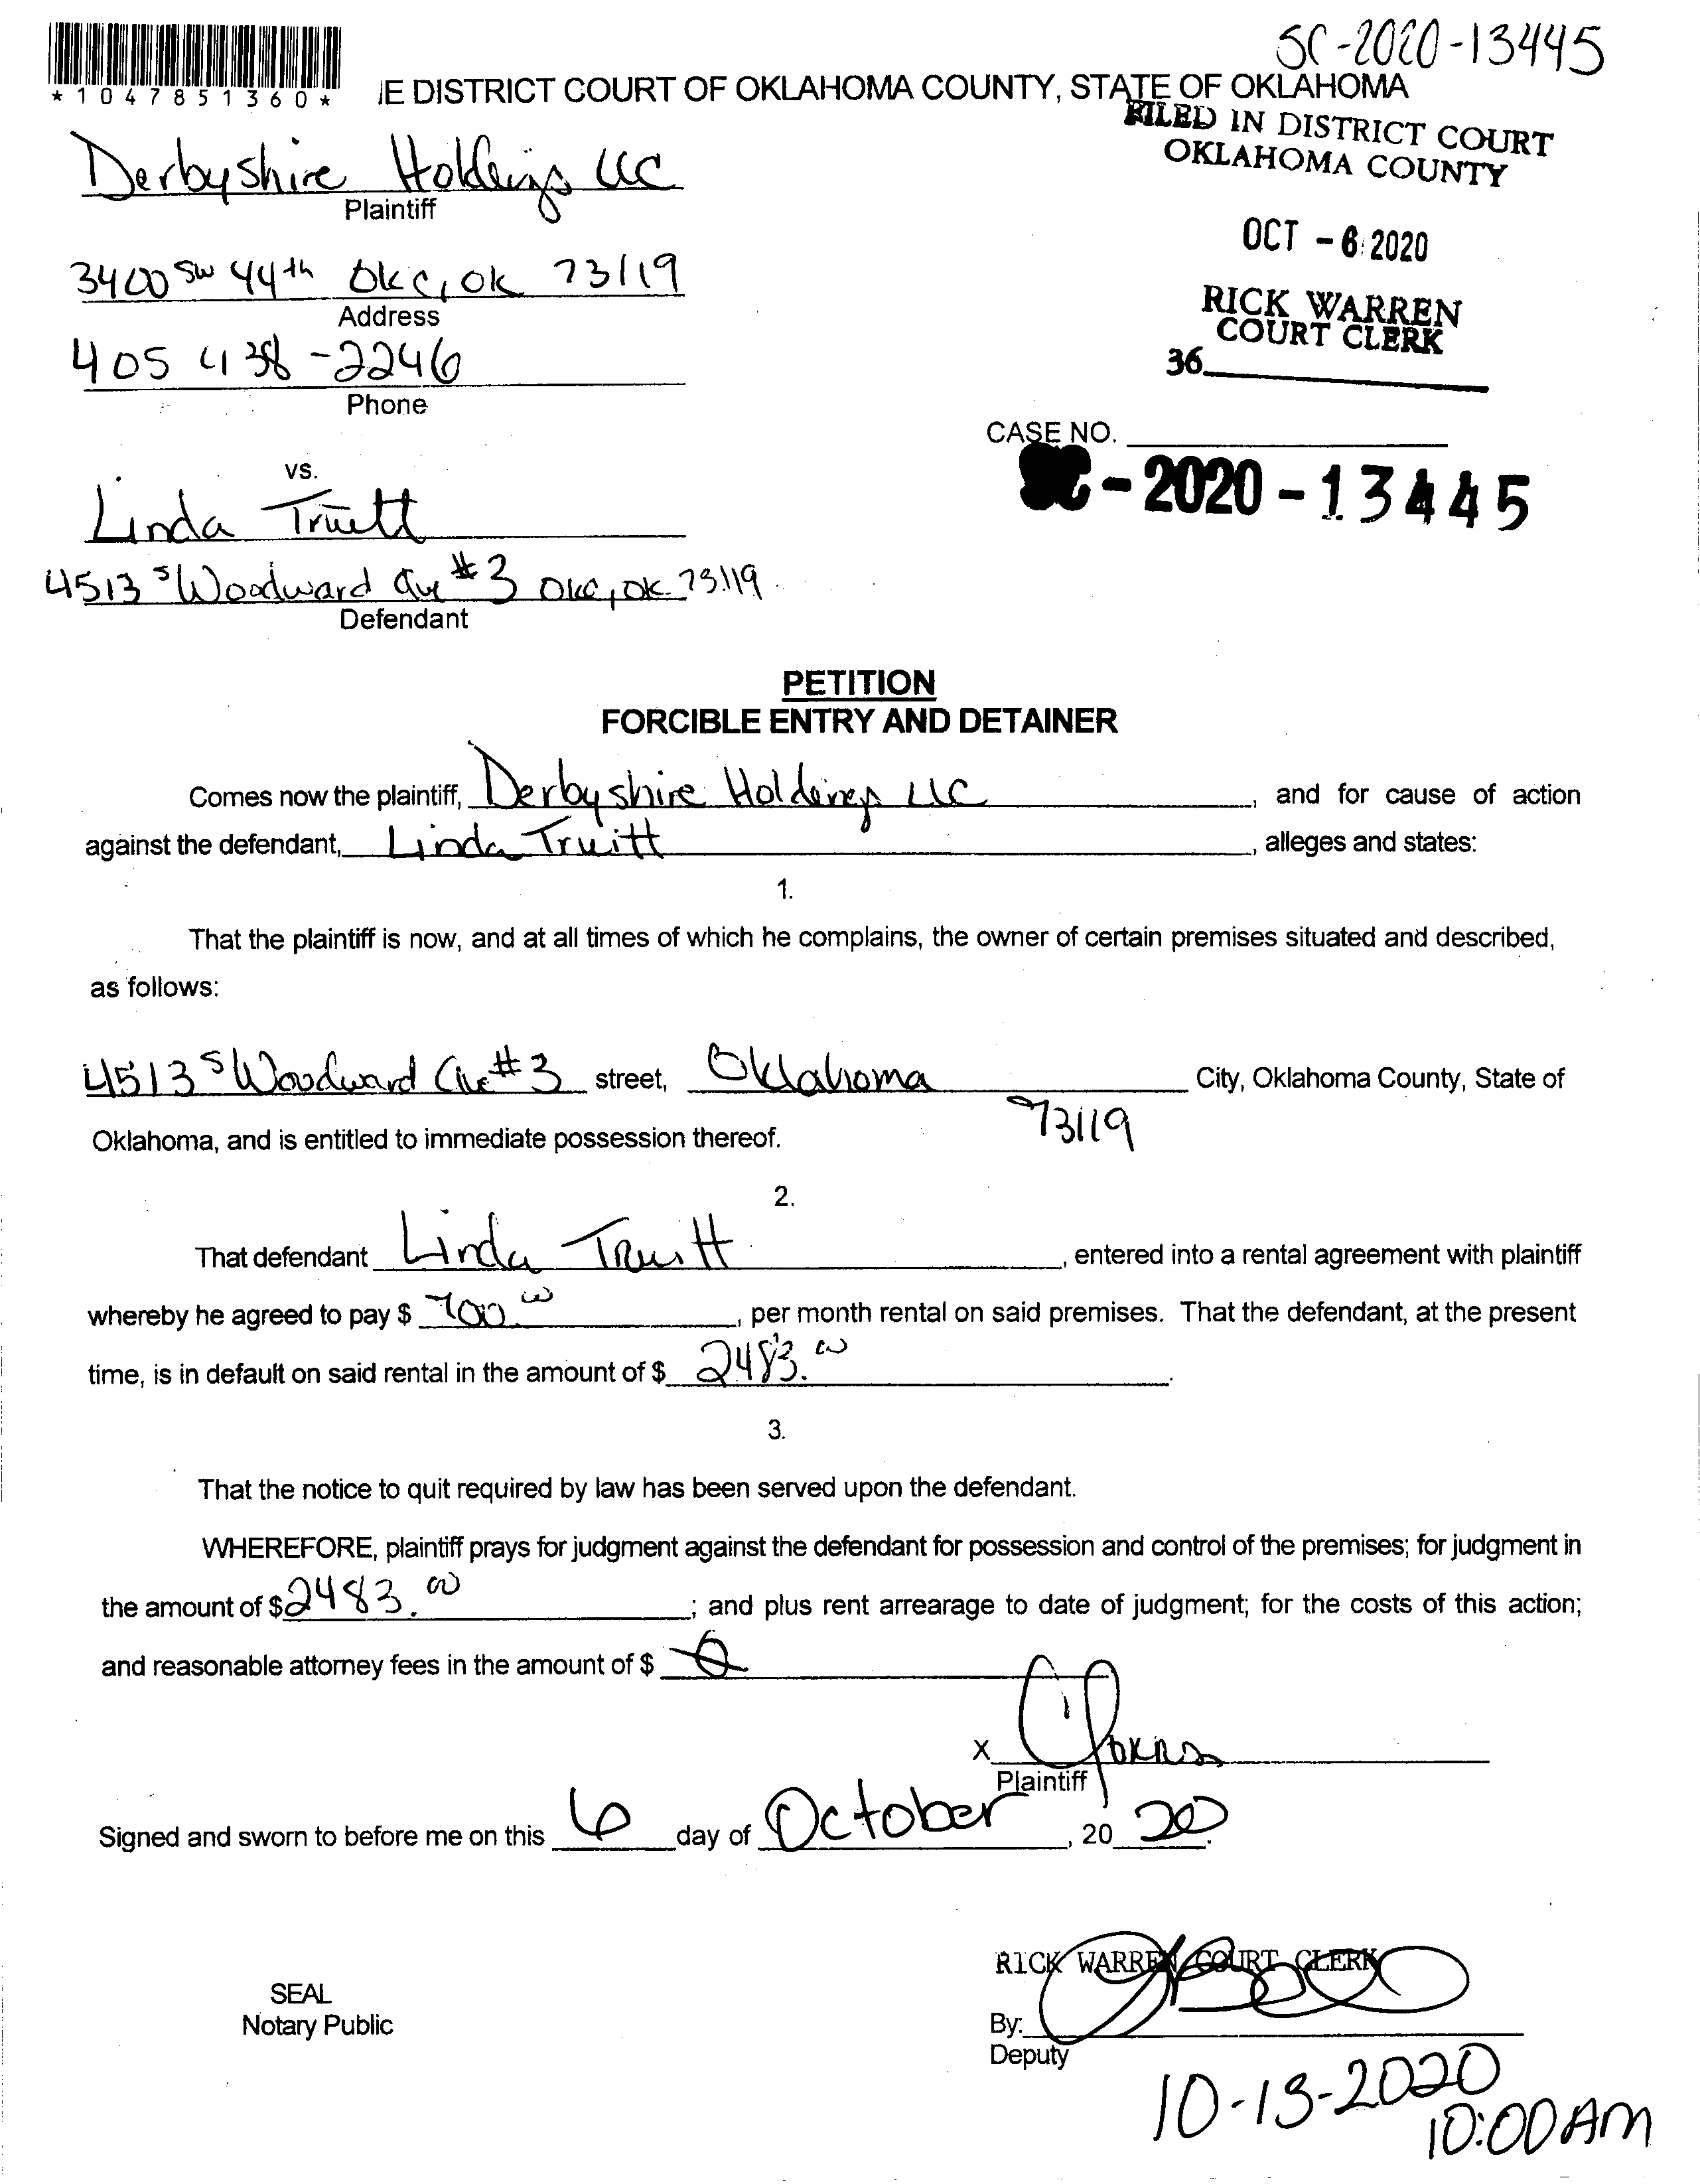 SC-2020-13445
*1047851360*
IE DISTRICT COURT OF OKLAHOMA COUNTY, STATE OF OKLAHOMA
FILED IN DISTRICT COURT
OKLAHOMA COUNTY
OCT - 6 2020
RICK WARREN
COURT CLERK
36
Derbyshire Holdings LLC
Plaintiff
3400 SW 44th OKC, OK 73119
Address
405 438-2246
Phone
CASE NO.
SC-2020-13445
vs.
Linda Truitt
4513 S Woodward Ave #3 OKC, OK 73119
Defendant
PETITION
FORCIBLE ENTRY AND DETAINER
Comes now the plaintiff, Derbyshire Holdings LLC, and for cause of action
against the defendant, Linda Truitt, alleges and states:
1.
That the plaintiff is now, and at all times of which he complains, the owner of certain premises situated and described,
as follows:
4513 S Woodward Ave #3 street, Oklahoma City, Oklahoma County, State of
73119
Oklahoma, and is entitled to immediate possession thereof.
2.
That defendant Linda Truitt, entered into a rental agreement with plaintiff
whereby he agreed to pay $ 700.00, per month rental on said premises. That the defendant, at the present
time, is in default on said rental in the amount of $ 2483.00.
3.
That the notice to quit required by law has been served upon the defendant.
WHEREFORE, plaintiff prays for judgment against the defendant for possession and control of the premises; for judgment in
the amount of $2483.00; and plus rent arrearage to date of judgment; for the costs of this action;
and reasonable attorney fees in the amount of $ 0
X
Plaintiff
Signed and sworn to before me on this 6 day of October, 2020.
RICK WARREN COURT CLERK
SEAL
Notary Public
By:
Deputy
10-13-2020
10:00AM